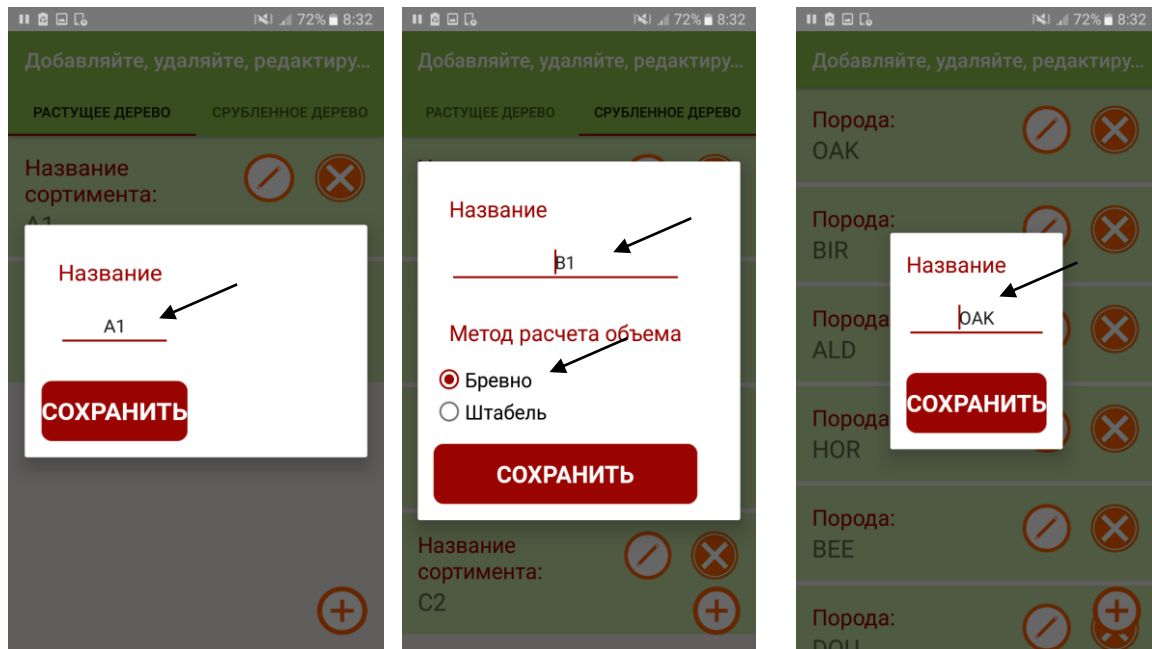 72% 8:32
Добавляйте, удаляйте, редактиру...
РАСТУЩЕЕ ДЕРЕВО СРУБЛЕННОЕ ДЕРЕВО
Название
сортимента:
A1
Название
A1
СОХРАНИТЬ
72% 8:32
Добавляйте, удаляйте, редактиру...
РАСТУЩЕЕ ДЕРЕВО СРУБЛЕННОЕ ДЕРЕВО
Название
B1
Метод расчета объема
Бревно
Штабель
СОХРАНИТЬ
Название
сортимента:
C2
72% 8:32
Добавляйте, удаляйте, редактиру...
Порода:
OAK
Порода:
BIR
Название
OAK
СОХРАНИТЬ
Порода
ALD
Порода
HOR
Порода:
BEE
Порода:
DOU